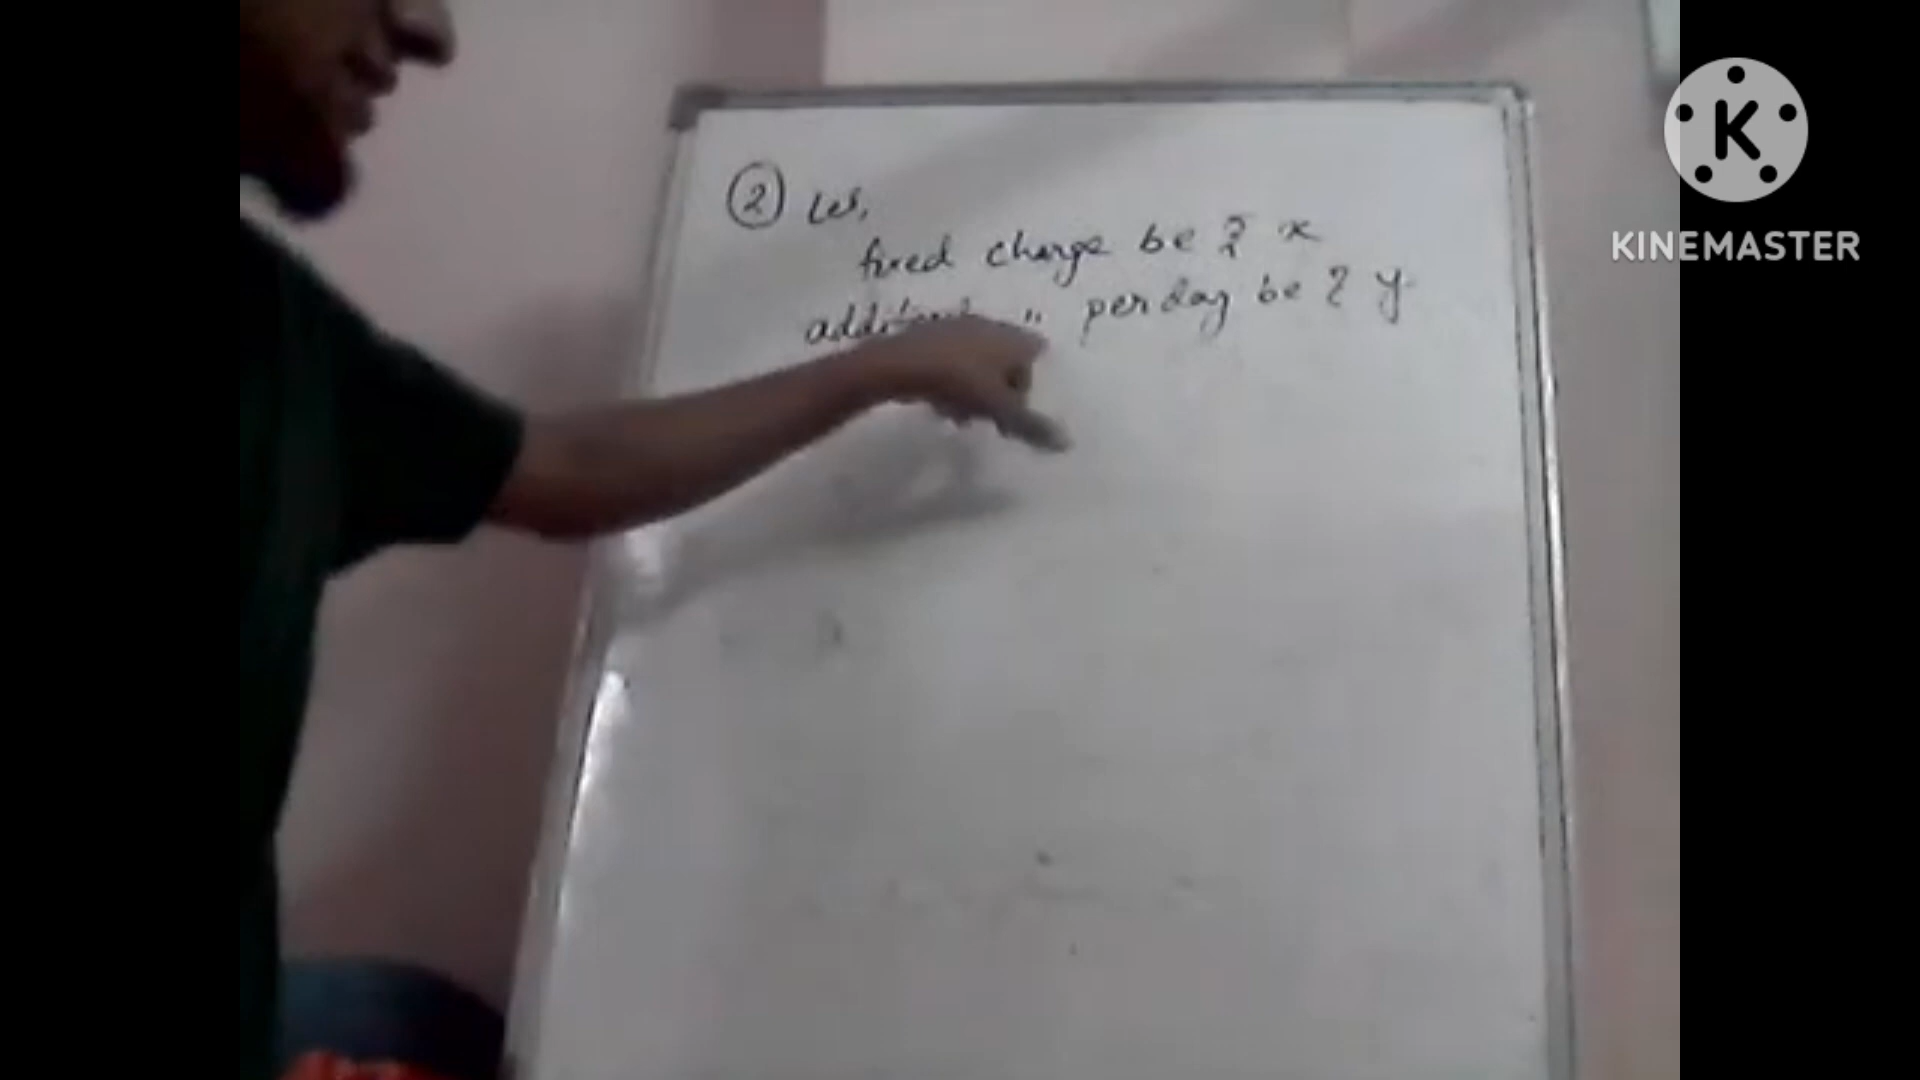 ② Let,
fixed charge be ₹ x
" per day be ₹ y
K
KINEMASTER